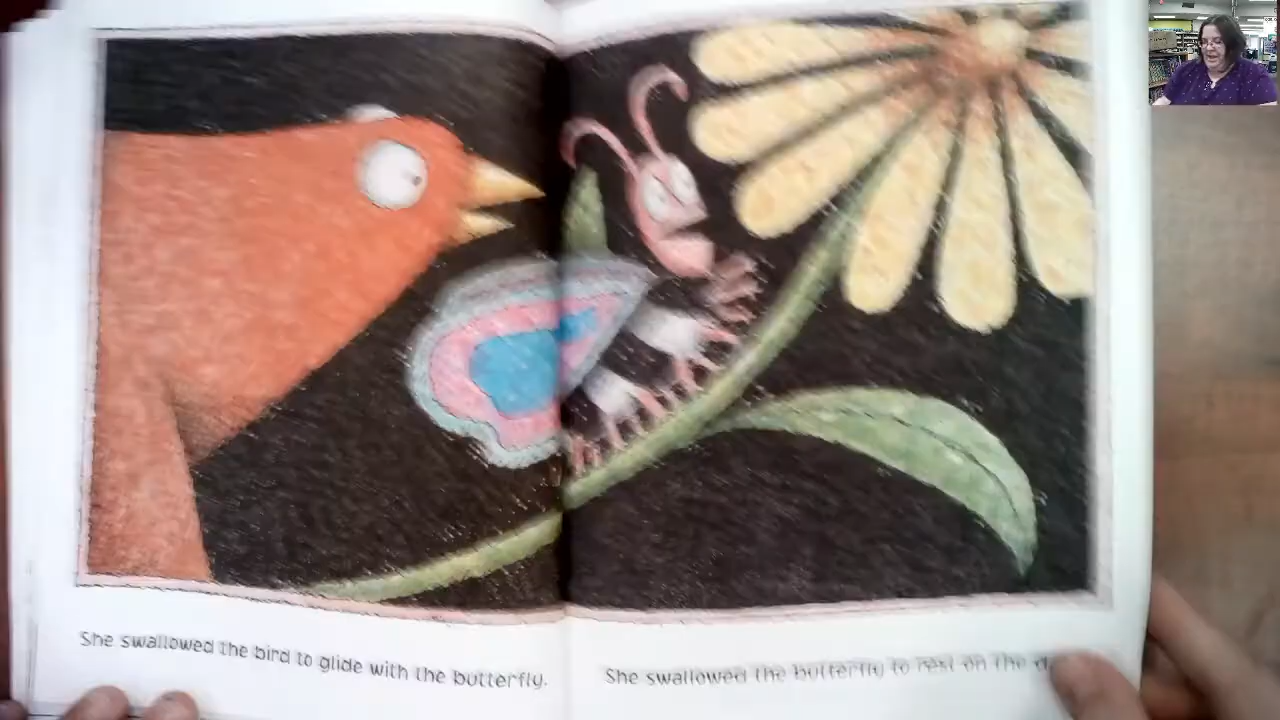 She swallowed the bird to glide with the butterfly.
She swallowed the butterfly to rest on the